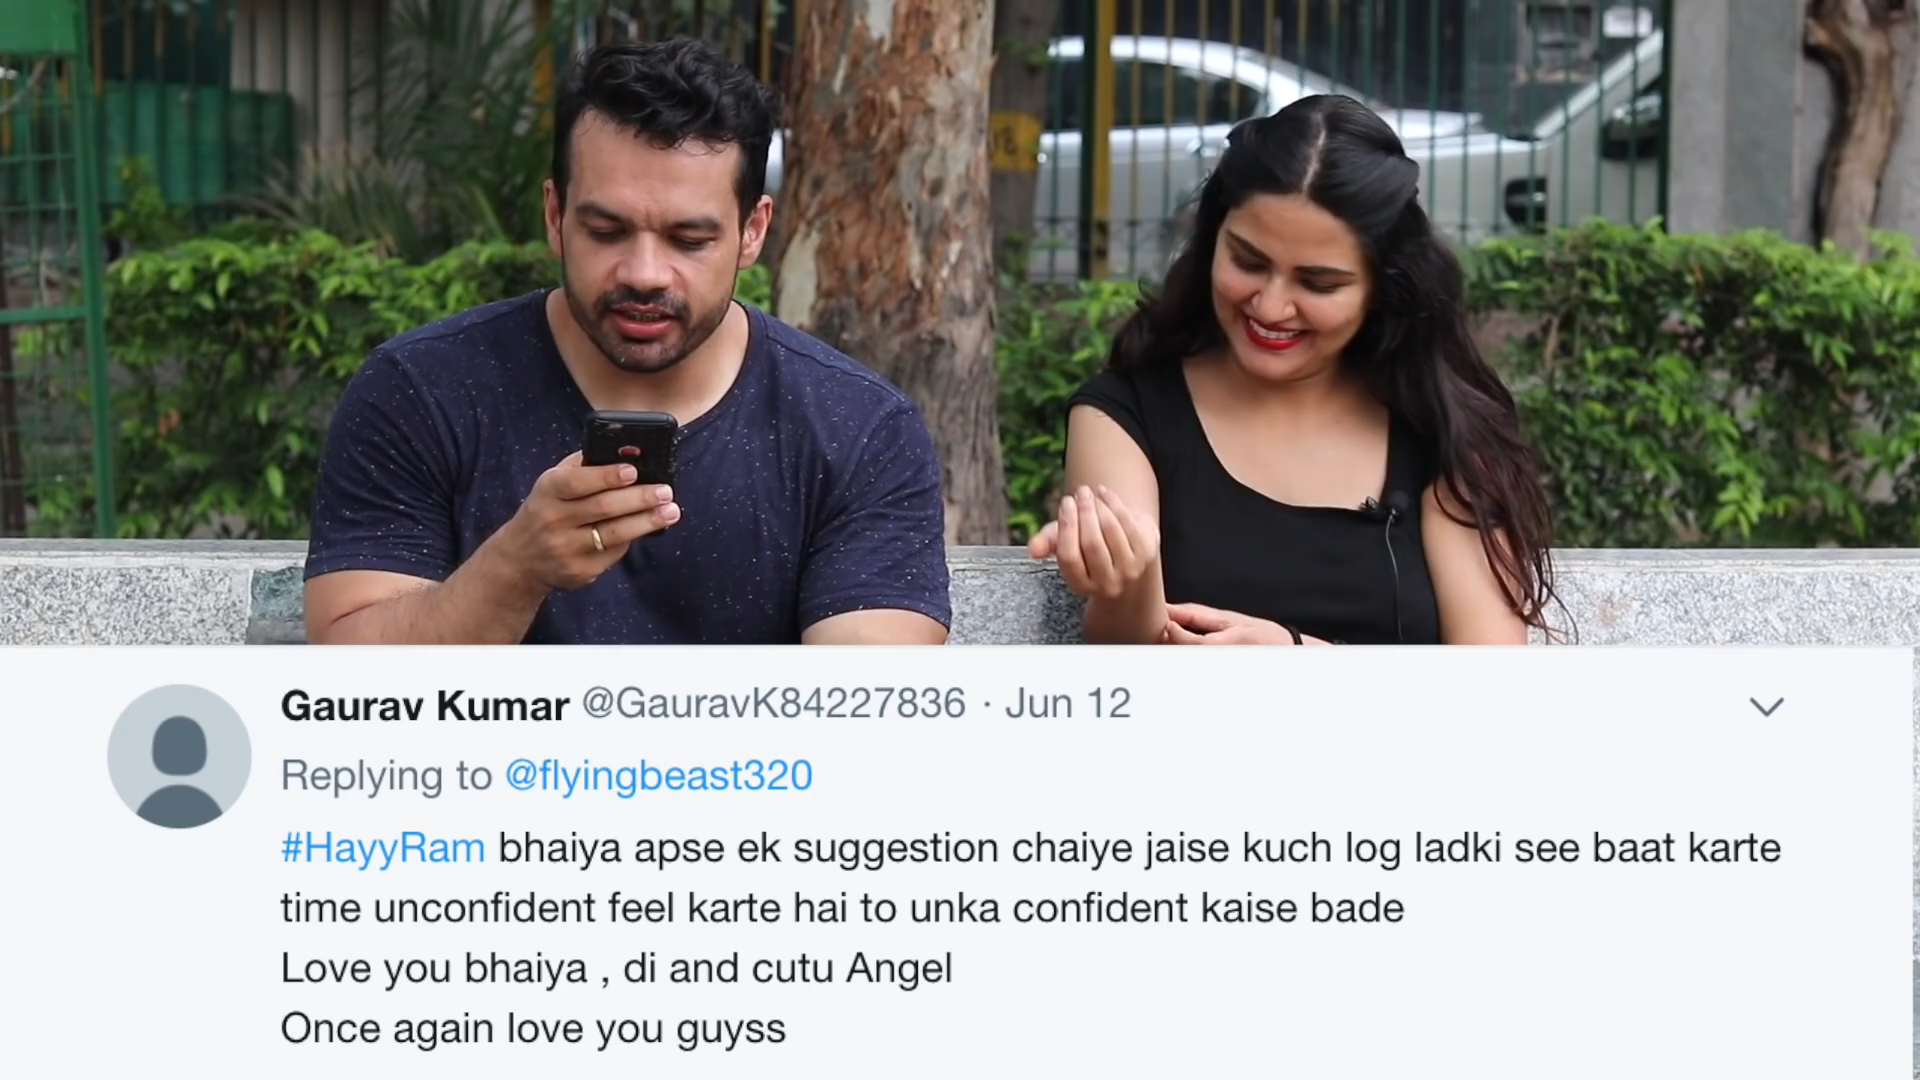 Gaurav Kumar @GauravK84227836 · Jun 12
Replying to @flyingbeast320
#HayyRam bhaiya apse ek suggestion chaiye jaise kuch log ladki see baat karte
time unconfident feel karte hai to unka confident kaise bade
Love you bhaiya , di and cutu Angel
Once again love you guyss